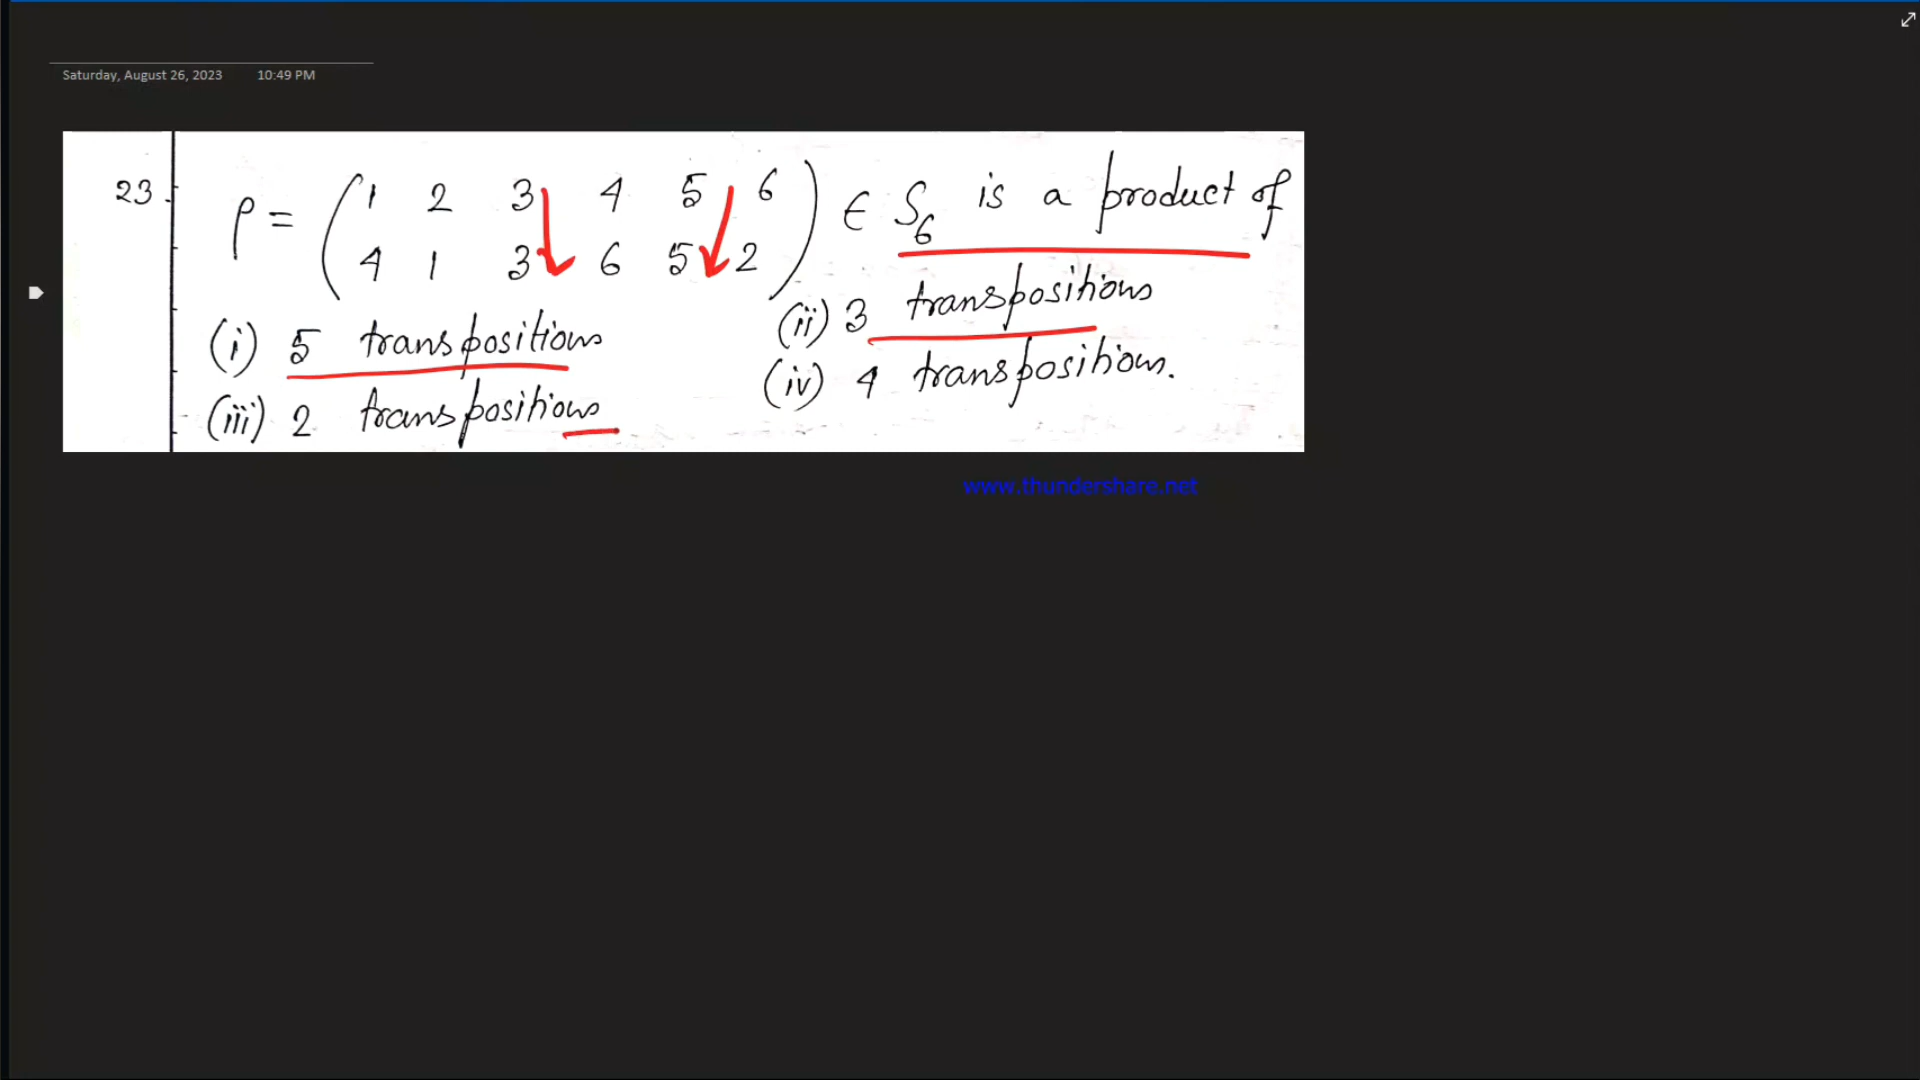 Saturday, August 26, 2023 10:49 PM
23. ρ = ( 1 2 3 4 5 6 ) ∈ S6 is a product of
4 1 3 6 5 2
(i) 5 transpositions (ii) 3 transpositions
(iii) 2 transpositions (iv) 4 transpositions.
www.thundershare.net